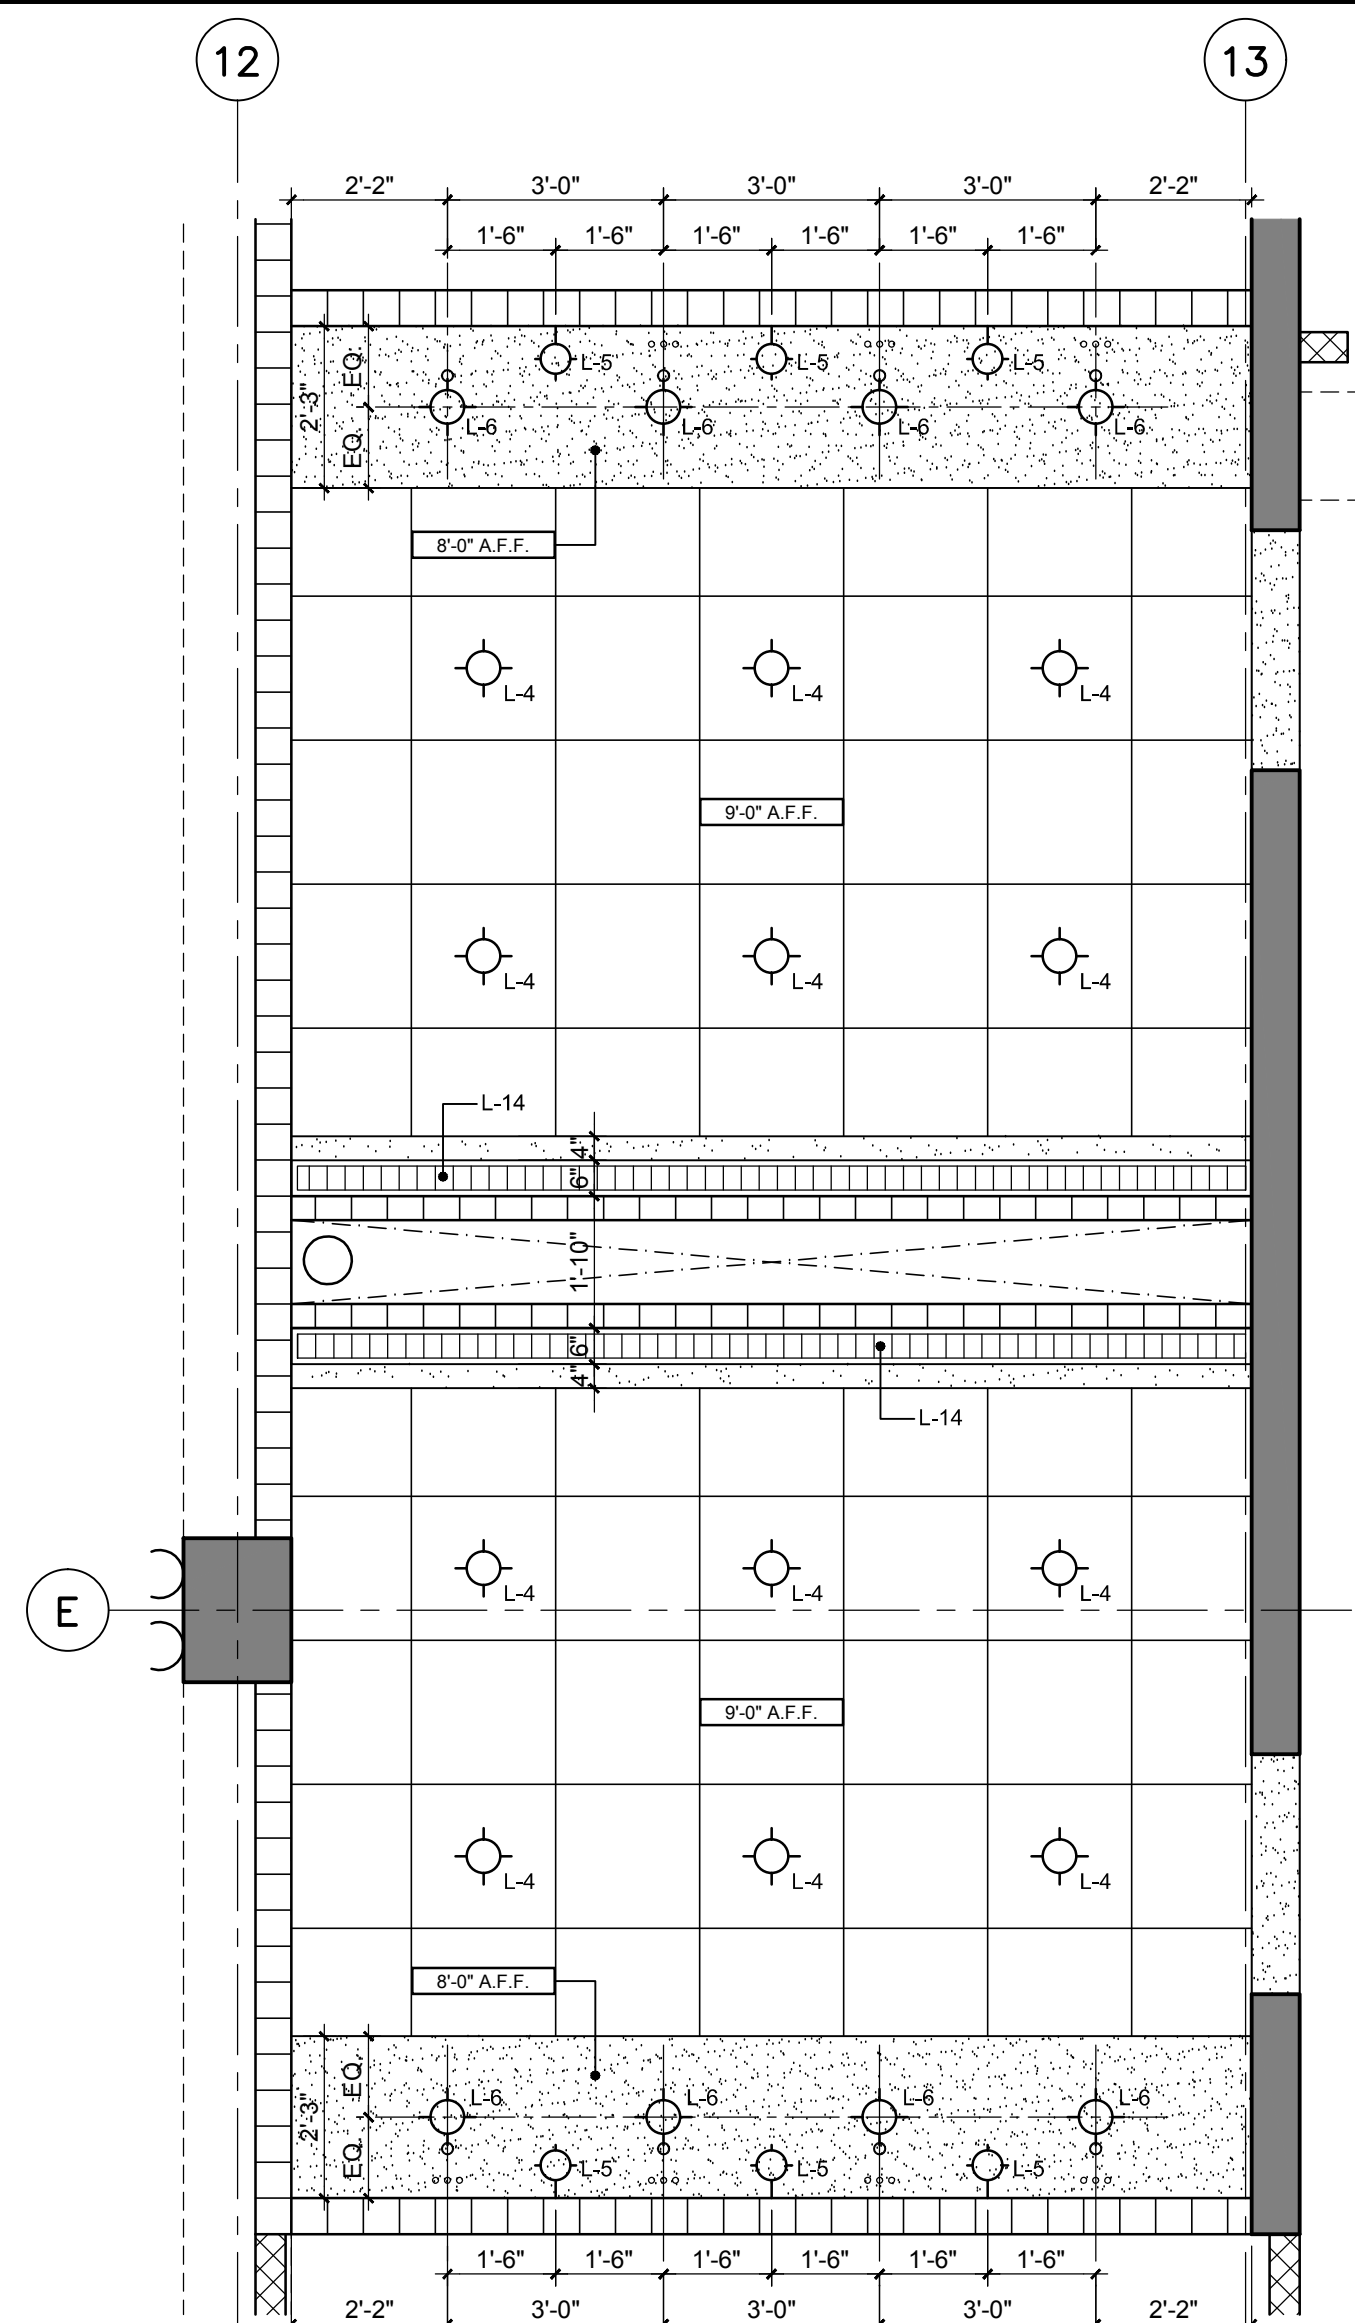 12 13
2'-2" 3'-0" 3'-0" 3'-0" 2'-2"
1'-6" 1'-6" 1'-6" 1'-6" 1'-6" 1'-6"
L-5 L-5 L-5
EQ.
2'-3"
L-6 L-6 L-6 L-6
EQ.
8'-0" A.F.F.
L-4 L-4 L-4
9'-0" A.F.F.
L-4 L-4 L-4
L-14
4"
6"
1'-10"
6"
4"
L-14
L-4 L-4 L-4
E
9'-0" A.F.F.
L-4 L-4 L-4
8'-0" A.F.F.
EQ.
L-6 L-6 L-6 L-6
2'-3"
EQ.
L-5 L-5 L-5
1'-6" 1'-6" 1'-6" 1'-6" 1'-6" 1'-6"
2'-2" 3'-0" 3'-0" 3'-0" 2'-2"